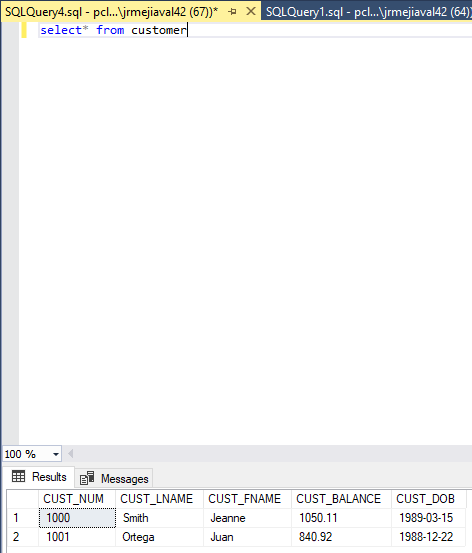 SQLQuery4.sql - pcl...\jrmejiaval42 (67))* SQLQuery1.sql - pcl...\jrmejiaval42 (64))
select* from customer
100 %
Results Messages
CUST_NUM CUST_LNAME CUST_FNAME CUST_BALANCE CUST_DOB
1 1000 Smith Jeanne 1050.11 1989-03-15
2 1001 Ortega Juan 840.92 1988-12-22